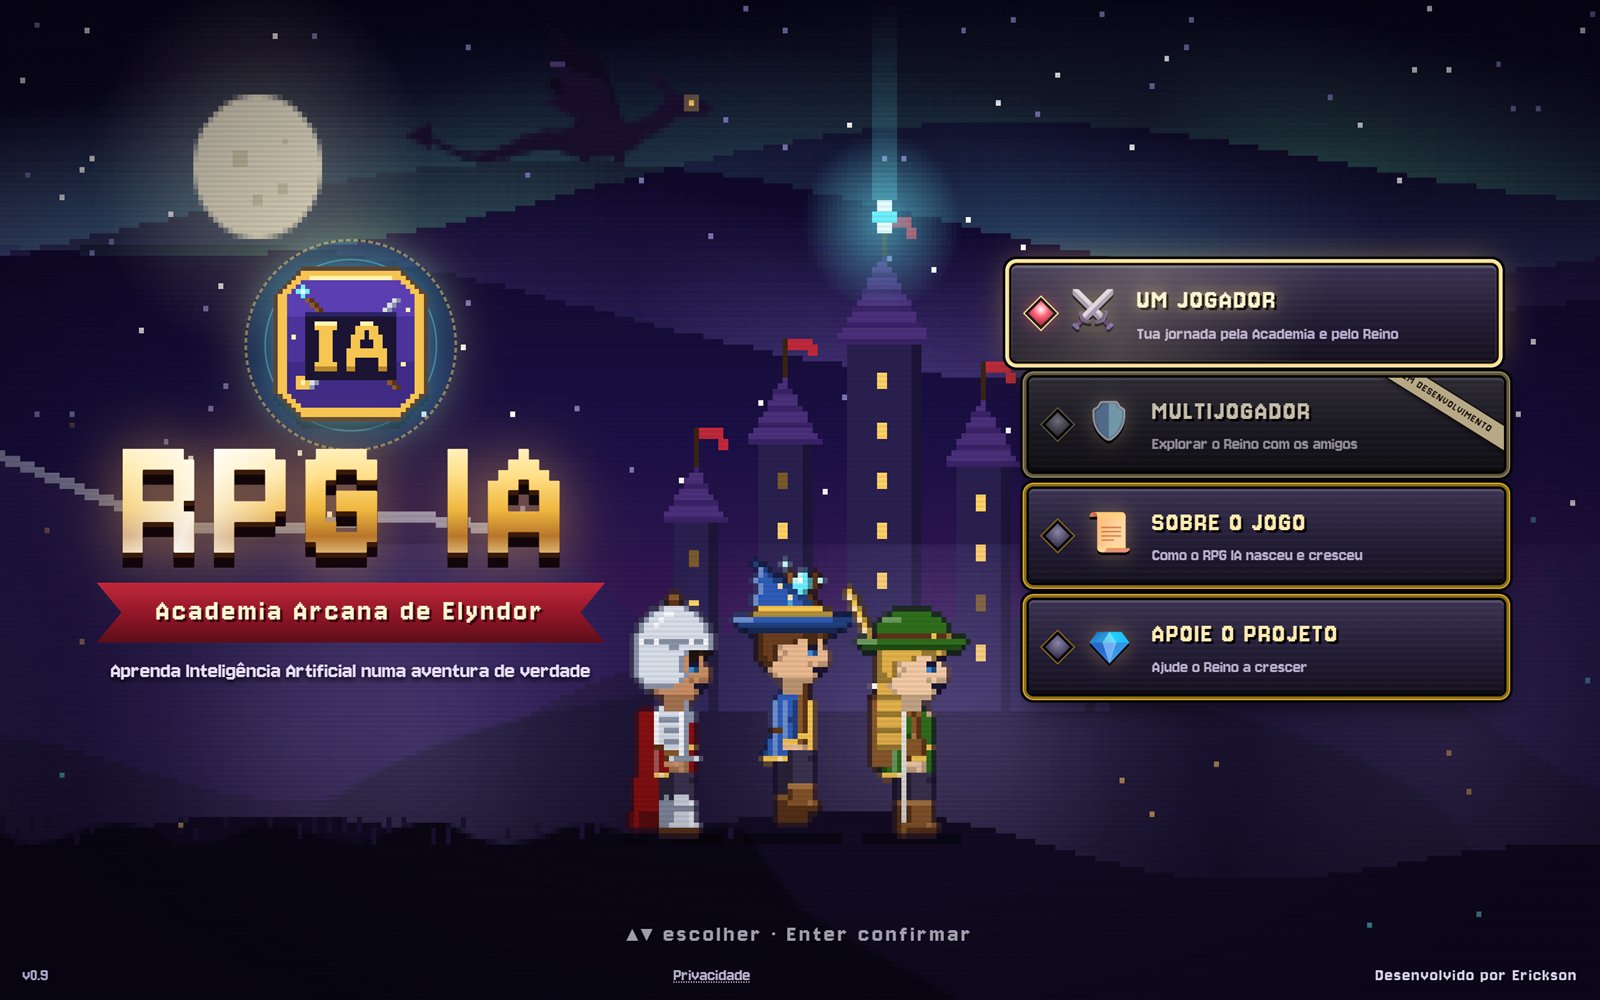 IA
RPG IA
Academia Arcana de Elyndor
Aprenda Inteligência Artificial numa aventura de verdade
UM JOGADOR
Tua jornada pela Academia e pelo Reino
MULTIJOGADOR
Explorar o Reino com os amigos
DESENVOLVIMENTO
SOBRE O JOGO
Como o RPG IA nasceu e cresceu
APOIE O PROJETO
Ajude o Reino a crescer
▲▼ escolher · Enter confirmar
v0.9
Privacidade
Desenvolvido por Erickson